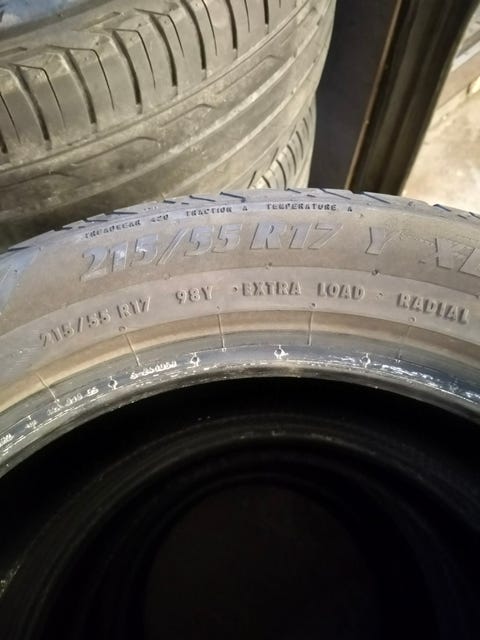 TREADWEAR 420 TRACTION A TEMPERATURE A
215/55 R17 Y XL
215/55 R17 98Y · EXTRA LOAD · RADIAL